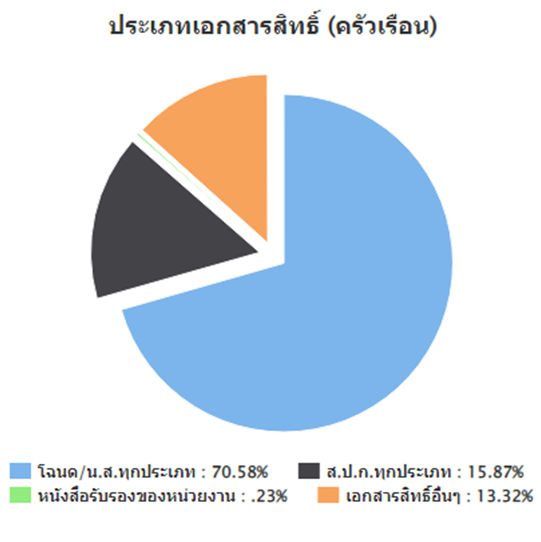 ประเภทเอกสารสิทธิ์ (ครัวเรือน)
โฉนด/น.ส.ทุกประเภท : 70.58% ส.ป.ก.ทุกประเภท : 15.87%
หนังสือรับรองของหน่วยงาน : .23% เอกสารสิทธิ์อื่นๆ : 13.32%